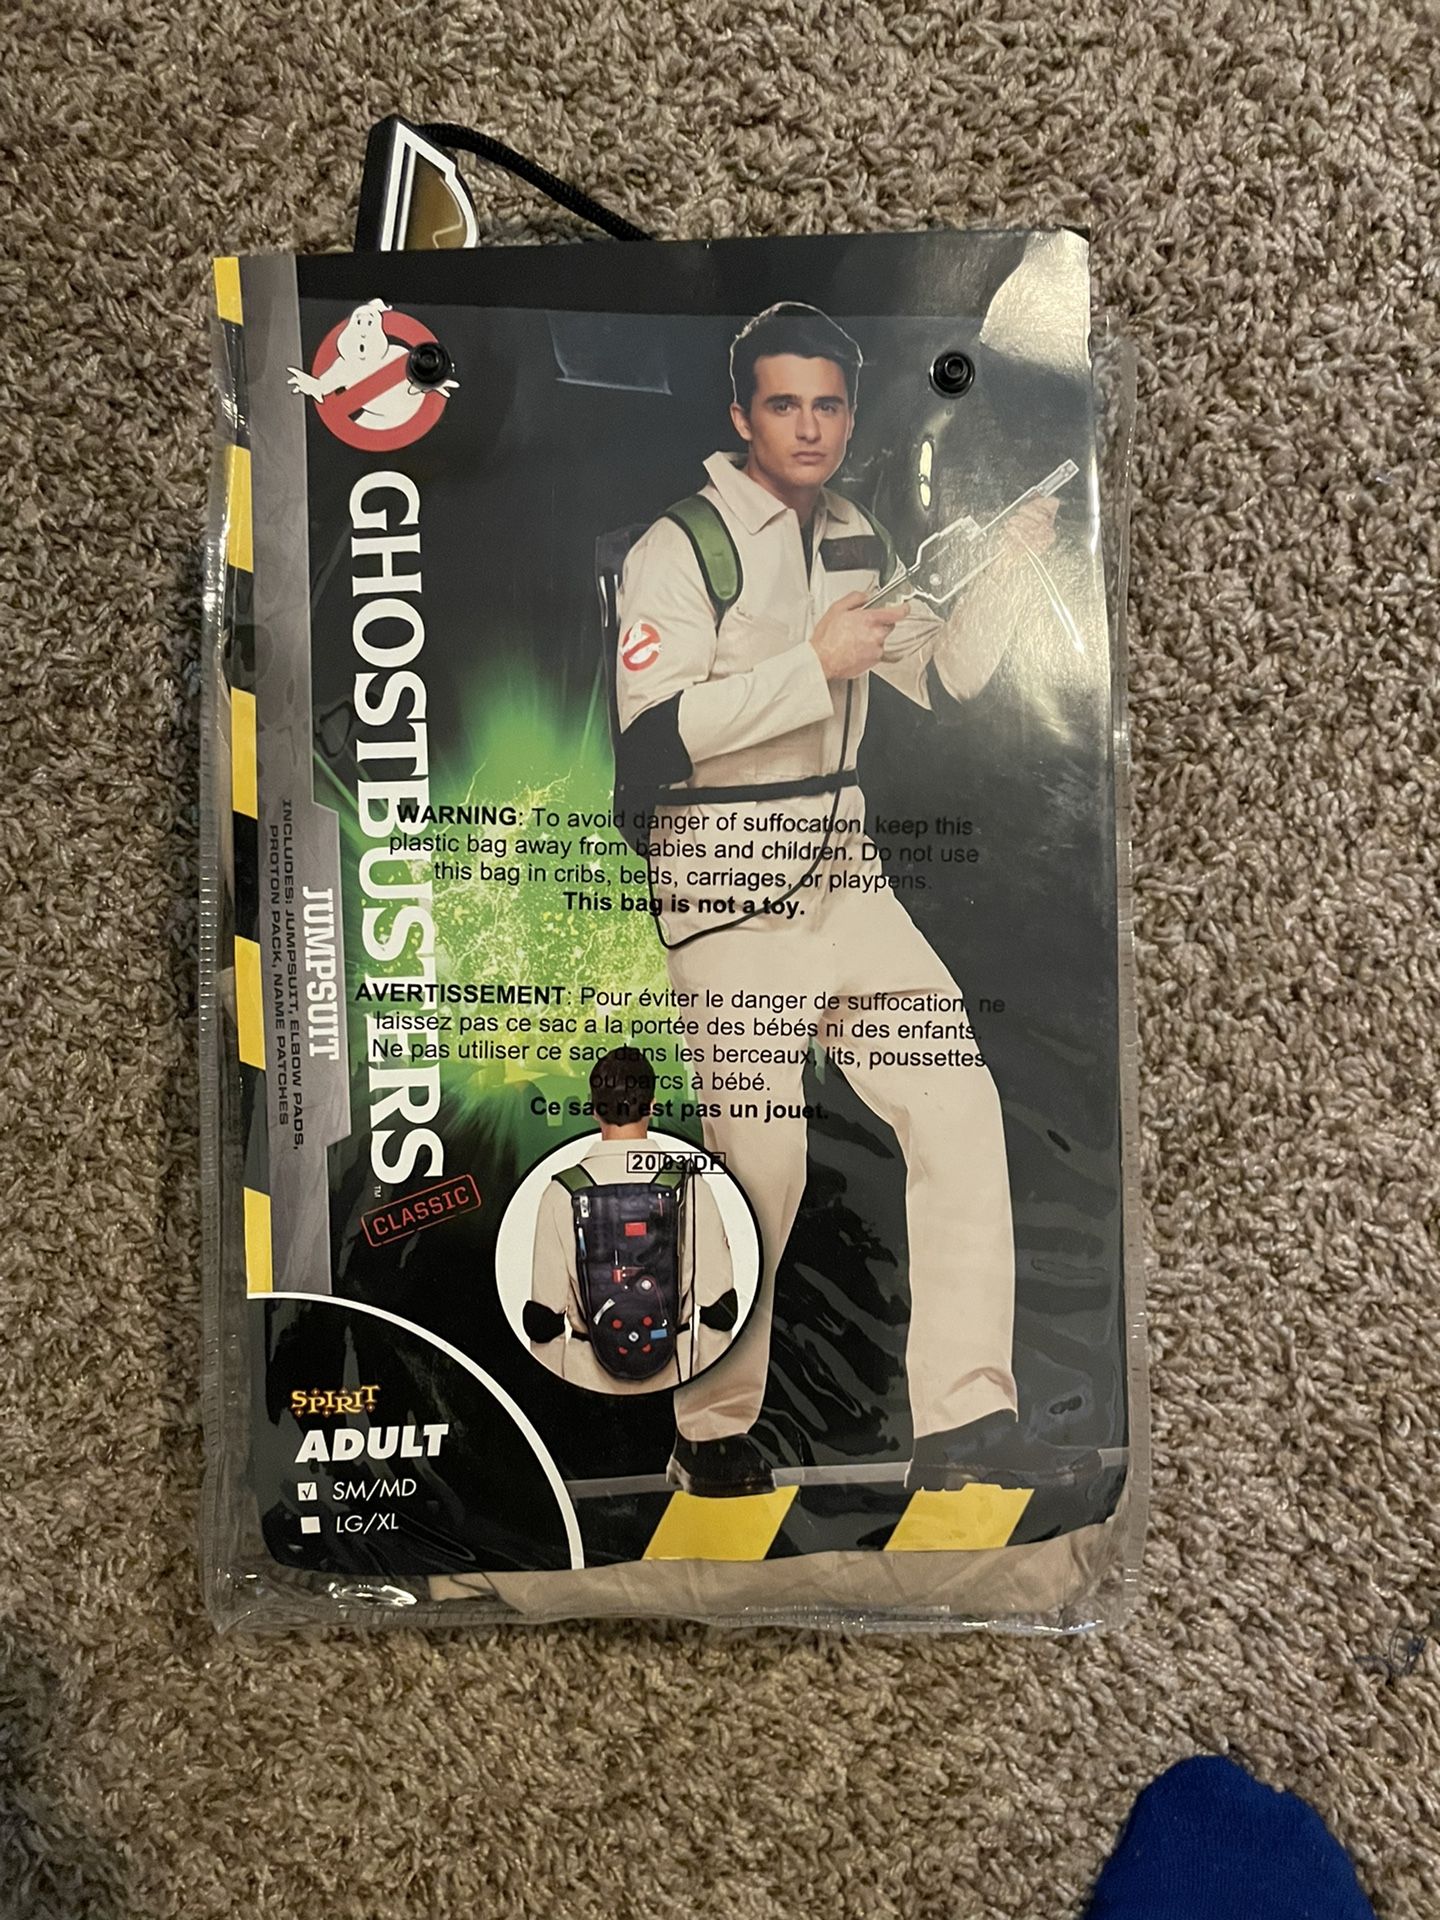 GHOSTBUSTERS™
CLASSIC
JUMPSUIT
INCLUDES: JUMPSUIT, ELBOW PADS,
PROTON PACK, NAME PATCHES
WARNING: To avoid danger of suffocation, keep this
plastic bag away from babies and children. Do not use
this bag in cribs, beds, carriages, or playpens.
This bag is not a toy.
AVERTISSEMENT: Pour éviter le danger de suffocation, ne
laissez pas ce sac a la portée des bébés ni des enfants.
Ne pas utiliser ce sac dans les berceaux, lits, poussettes
ou parcs à bébé.
Ce sac n'est pas un jouet.
20 03 DF
SPIRIT
ADULT
√ SM/MD
LG/XL